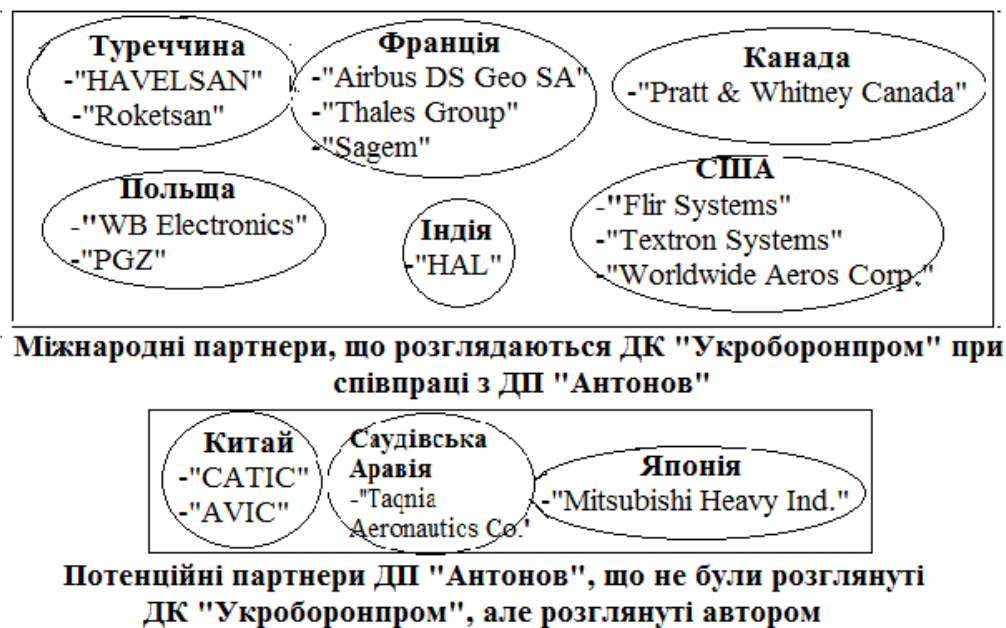 Туреччина
-"HAVELSAN"
-"Roketsan"
Франція
-"Airbus DS Geo SA"
-"Thales Group"
-"Sagem"
Канада
-"Pratt & Whitney Canada"
Польща
-"WB Electronics"
-"PGZ"
Індія
-"HAL"
США
-"Flir Systems"
-"Textron Systems"
-"Worldwide Aeros Corp."
Міжнародні партнери, що розглядаються ДК "Укроборонпром" при
співпраці з ДП "Антонов"
Китай
-"CATIC"
-"AVIC"
Саудівська
Аравія
-"Taqnia
Aeronautics Co.'
Японія
-"Mitsubishi Heavy Ind."
Потенційні партнери ДП "Антонов", що не були розглянуті
ДК "Укроборонпром", але розглянуті автором